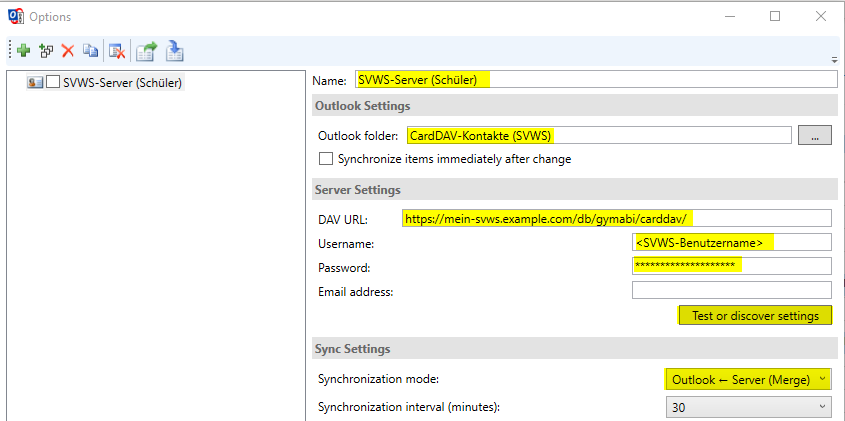 Options
SVWS-Server (Schüler)
Name: SVWS-Server (Schüler)
Outlook Settings
Outlook folder: CardDAV-Kontakte (SVWS) ...
Synchronize items immediately after change
Server Settings
DAV URL: https://mein-svws.example.com/db/gymabi/carddav/
Username: <SVWS-Benutzername>
Password: ********************
Email address:
Test or discover settings
Sync Settings
Synchronization mode: Outlook ← Server (Merge)
Synchronization interval (minutes): 30